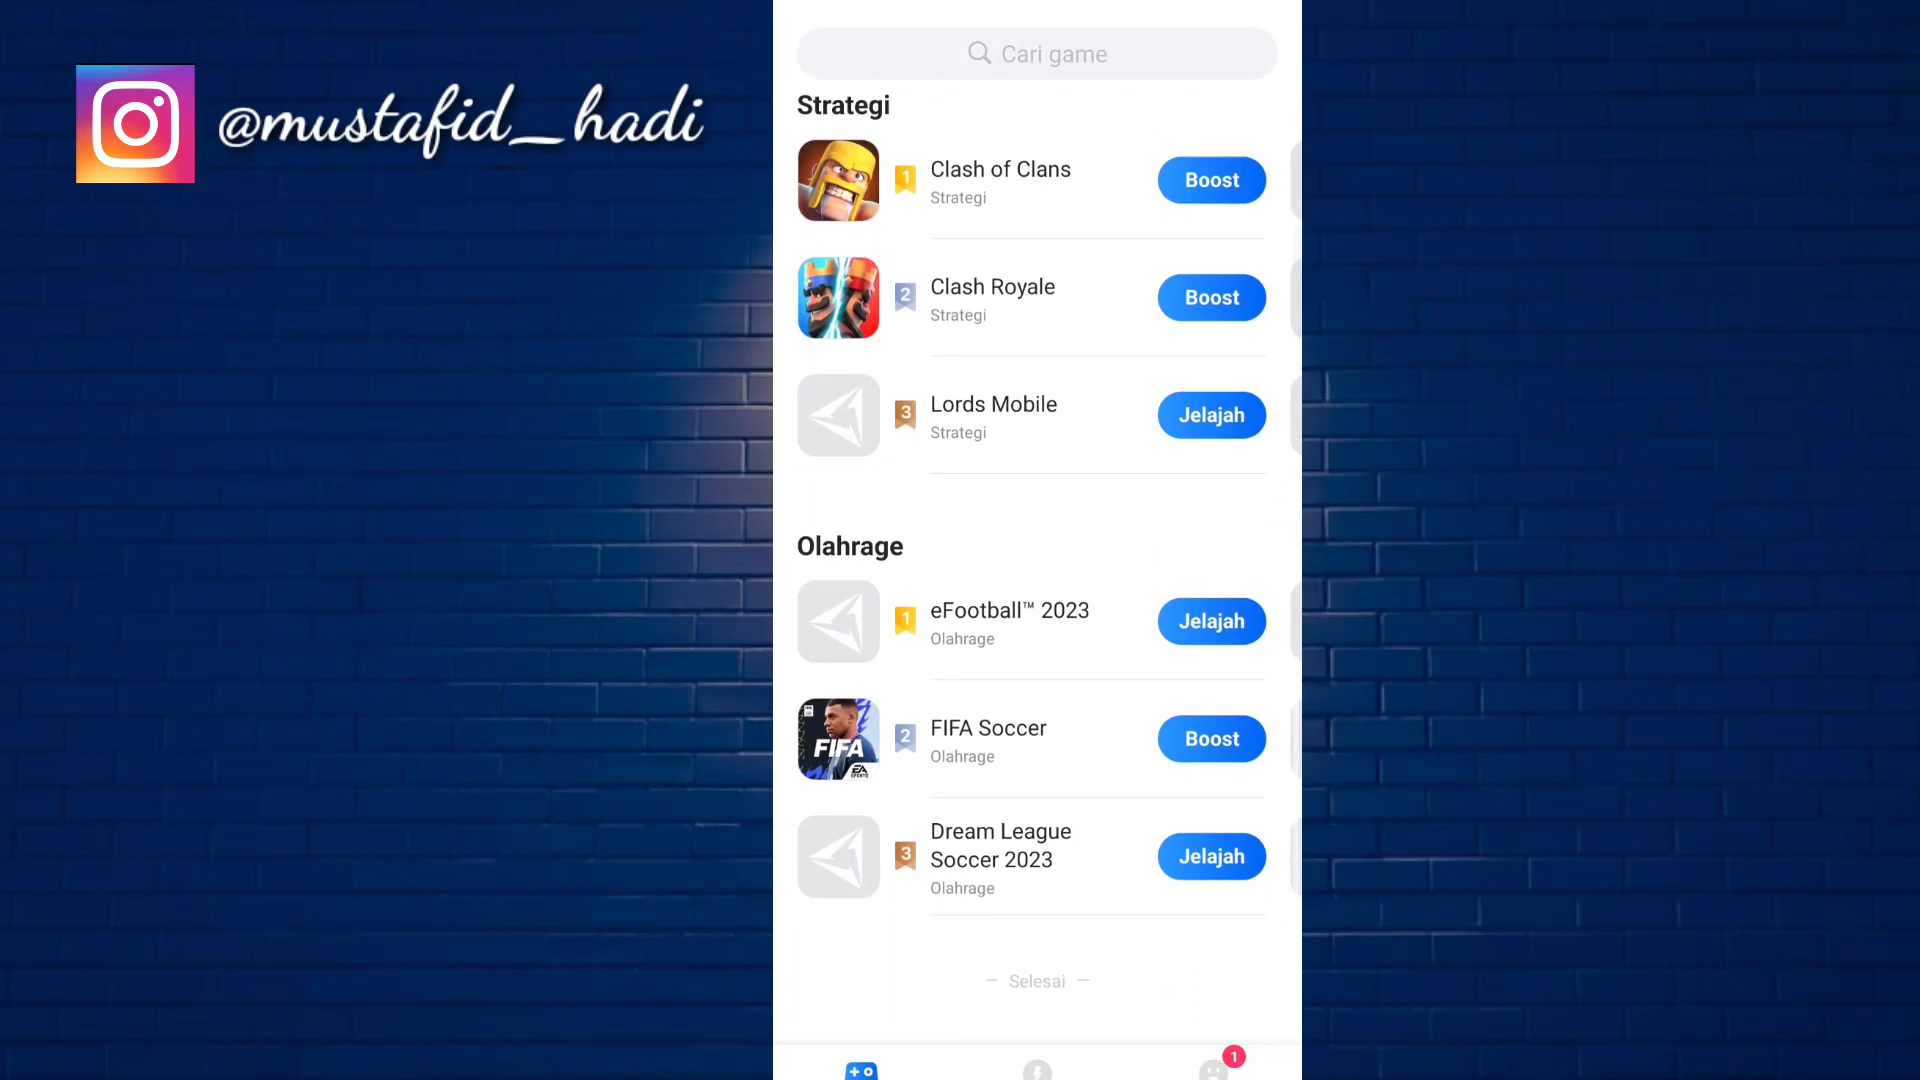 @mustafid_hadi
Cari game
Strategi
1
Clash of Clans
Strategi
Boost
2
Clash Royale
Strategi
Boost
3
Lords Mobile
Strategi
Jelajah
Olahrage
1
eFootball™ 2023
Olahrage
Jelajah
FIFA
EA
SPORTS
2
FIFA Soccer
Olahrage
Boost
3
Dream League
Soccer 2023
Olahrage
Jelajah
— Selesai —
1